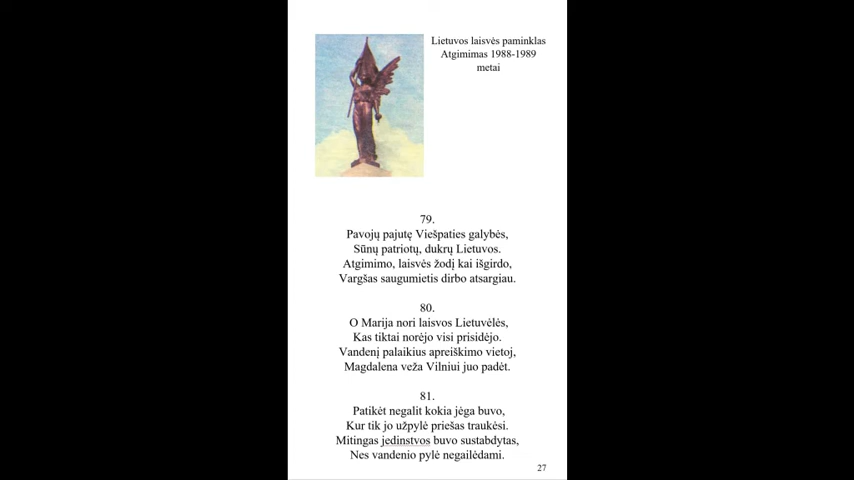 Lietuvos laisvės paminklas
Atgimimas 1988-1989
metai
79.
Pavojų pajutę Viešpaties galybės,
Sūnų patriotų, dukrų Lietuvos.
Atgimimo, laisvės žodį kai išgirdo,
Vargšas saugumietis dirbo atsargiau.
80.
O Marija nori laisvos Lietuvėlės,
Kas tiktai norėjo visi prisidėjo.
Vandenį palaikius apreiškimo vietoj,
Magdalena veža Vilniui juo padėt.
81.
Patikėt negalit kokia jėga buvo,
Kur tik jo užpylė priešas traukėsi.
Mitingas jedinstvos buvo sustabdytas,
Nes vandenio pylė negailėdami.
27